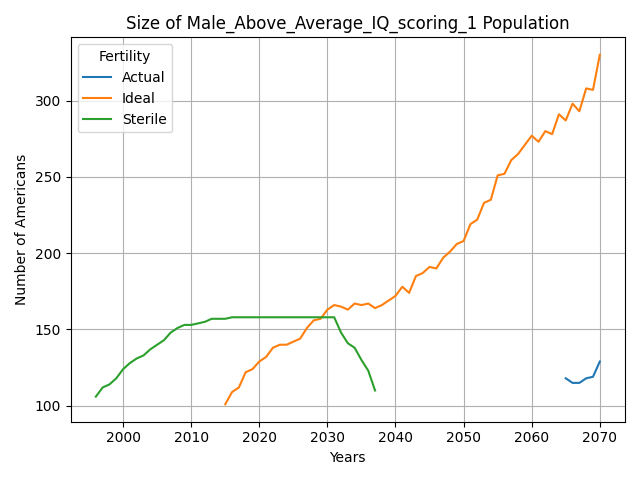 Size of Male_Above_Average_IQ_scoring_1 Population
Fertility
Actual
Ideal
Sterile
Number of Americans
300
250
200
150
100
2000 2010 2020 2030 2040 2050 2060 2070
Years